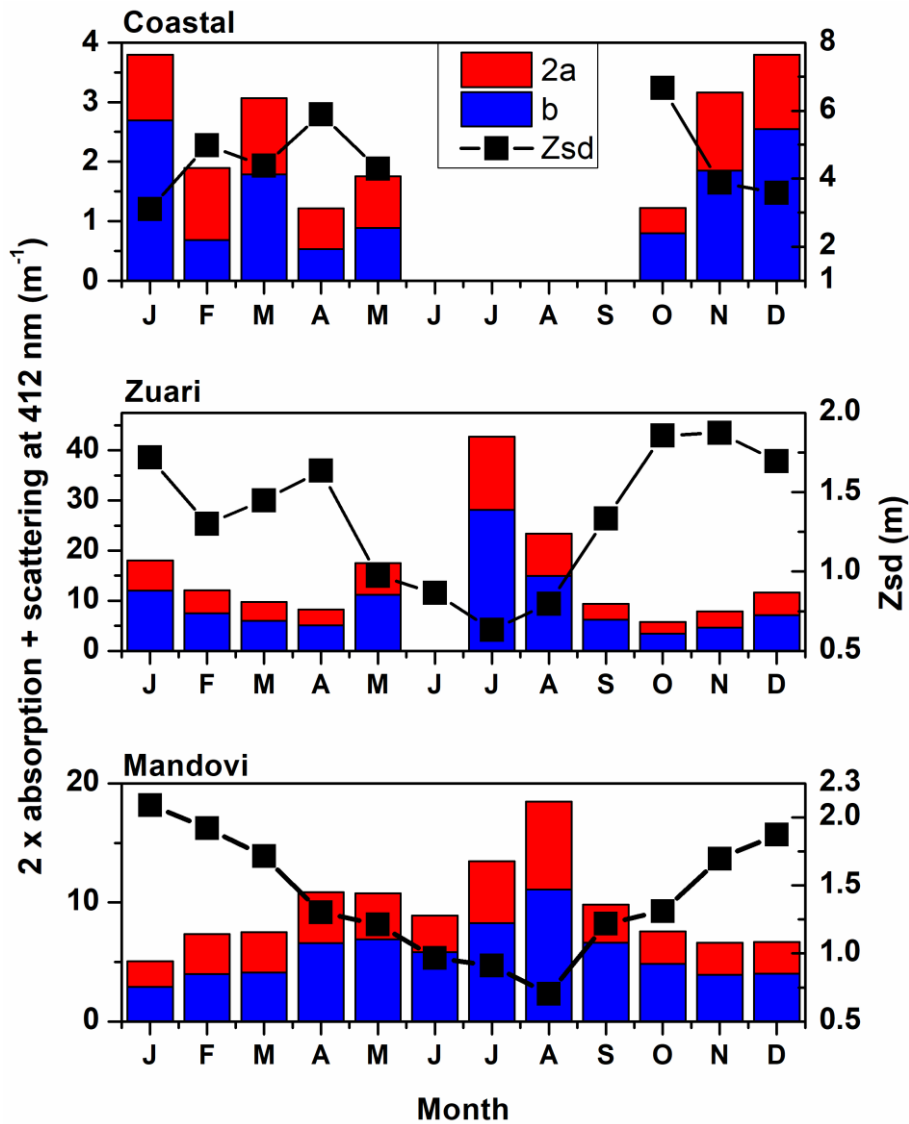 Coastal
4
3
2
1
0
2a
b
Zsd
8
6
4
2
1
J F M A M J J A S O N D
Zuari
40
30
20
10
0
2.0
1.5
1.0
0.5
J F M A M J J A S O N D
Mandovi
20
10
0
2.3
2.0
1.5
1.0
0.5
J F M A M J J A S O N D
Month
2 x absorption + scattering at 412 nm (m⁻¹)
Zsd (m)